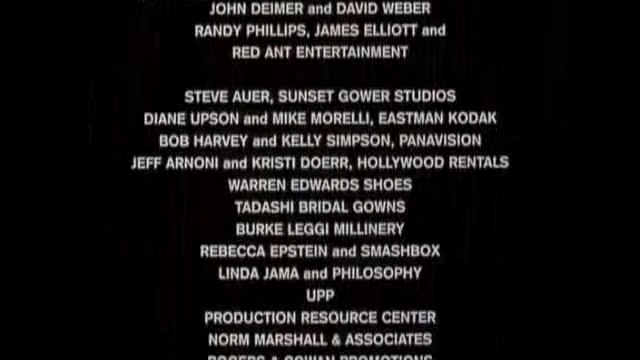 JOHN DEIMER and DAVID WEBER
RANDY PHILLIPS, JAMES ELLIOTT and
RED ANT ENTERTAINMENT
STEVE AUER, SUNSET GOWER STUDIOS
DIANE UPSON and MIKE MORELLI, EASTMAN KODAK
BOB HARVEY and KELLY SIMPSON, PANAVISION
JEFF ARNONI and KRISTI DOERR, HOLLYWOOD RENTALS
WARREN EDWARDS SHOES
TADASHI BRIDAL GOWNS
BURKE LEGGI MILLINERY
REBECCA EPSTEIN and SMASHBOX
LINDA JAMA and PHILOSOPHY
UPP
PRODUCTION RESOURCE CENTER
NORM MARSHALL & ASSOCIATES
ROGERS & COWAN PROMOTIONS